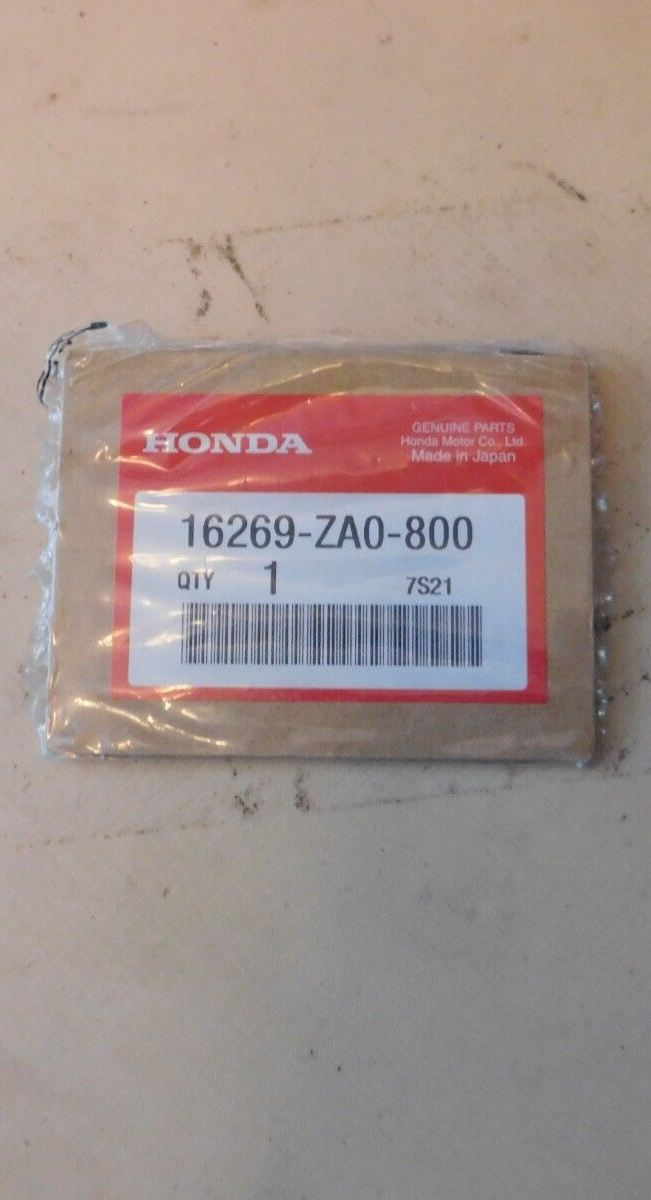 HONDA
GENUINE PARTS
Honda Motor Co., Ltd.
Made in Japan
16269-ZA0-800
QTY 1 7S21